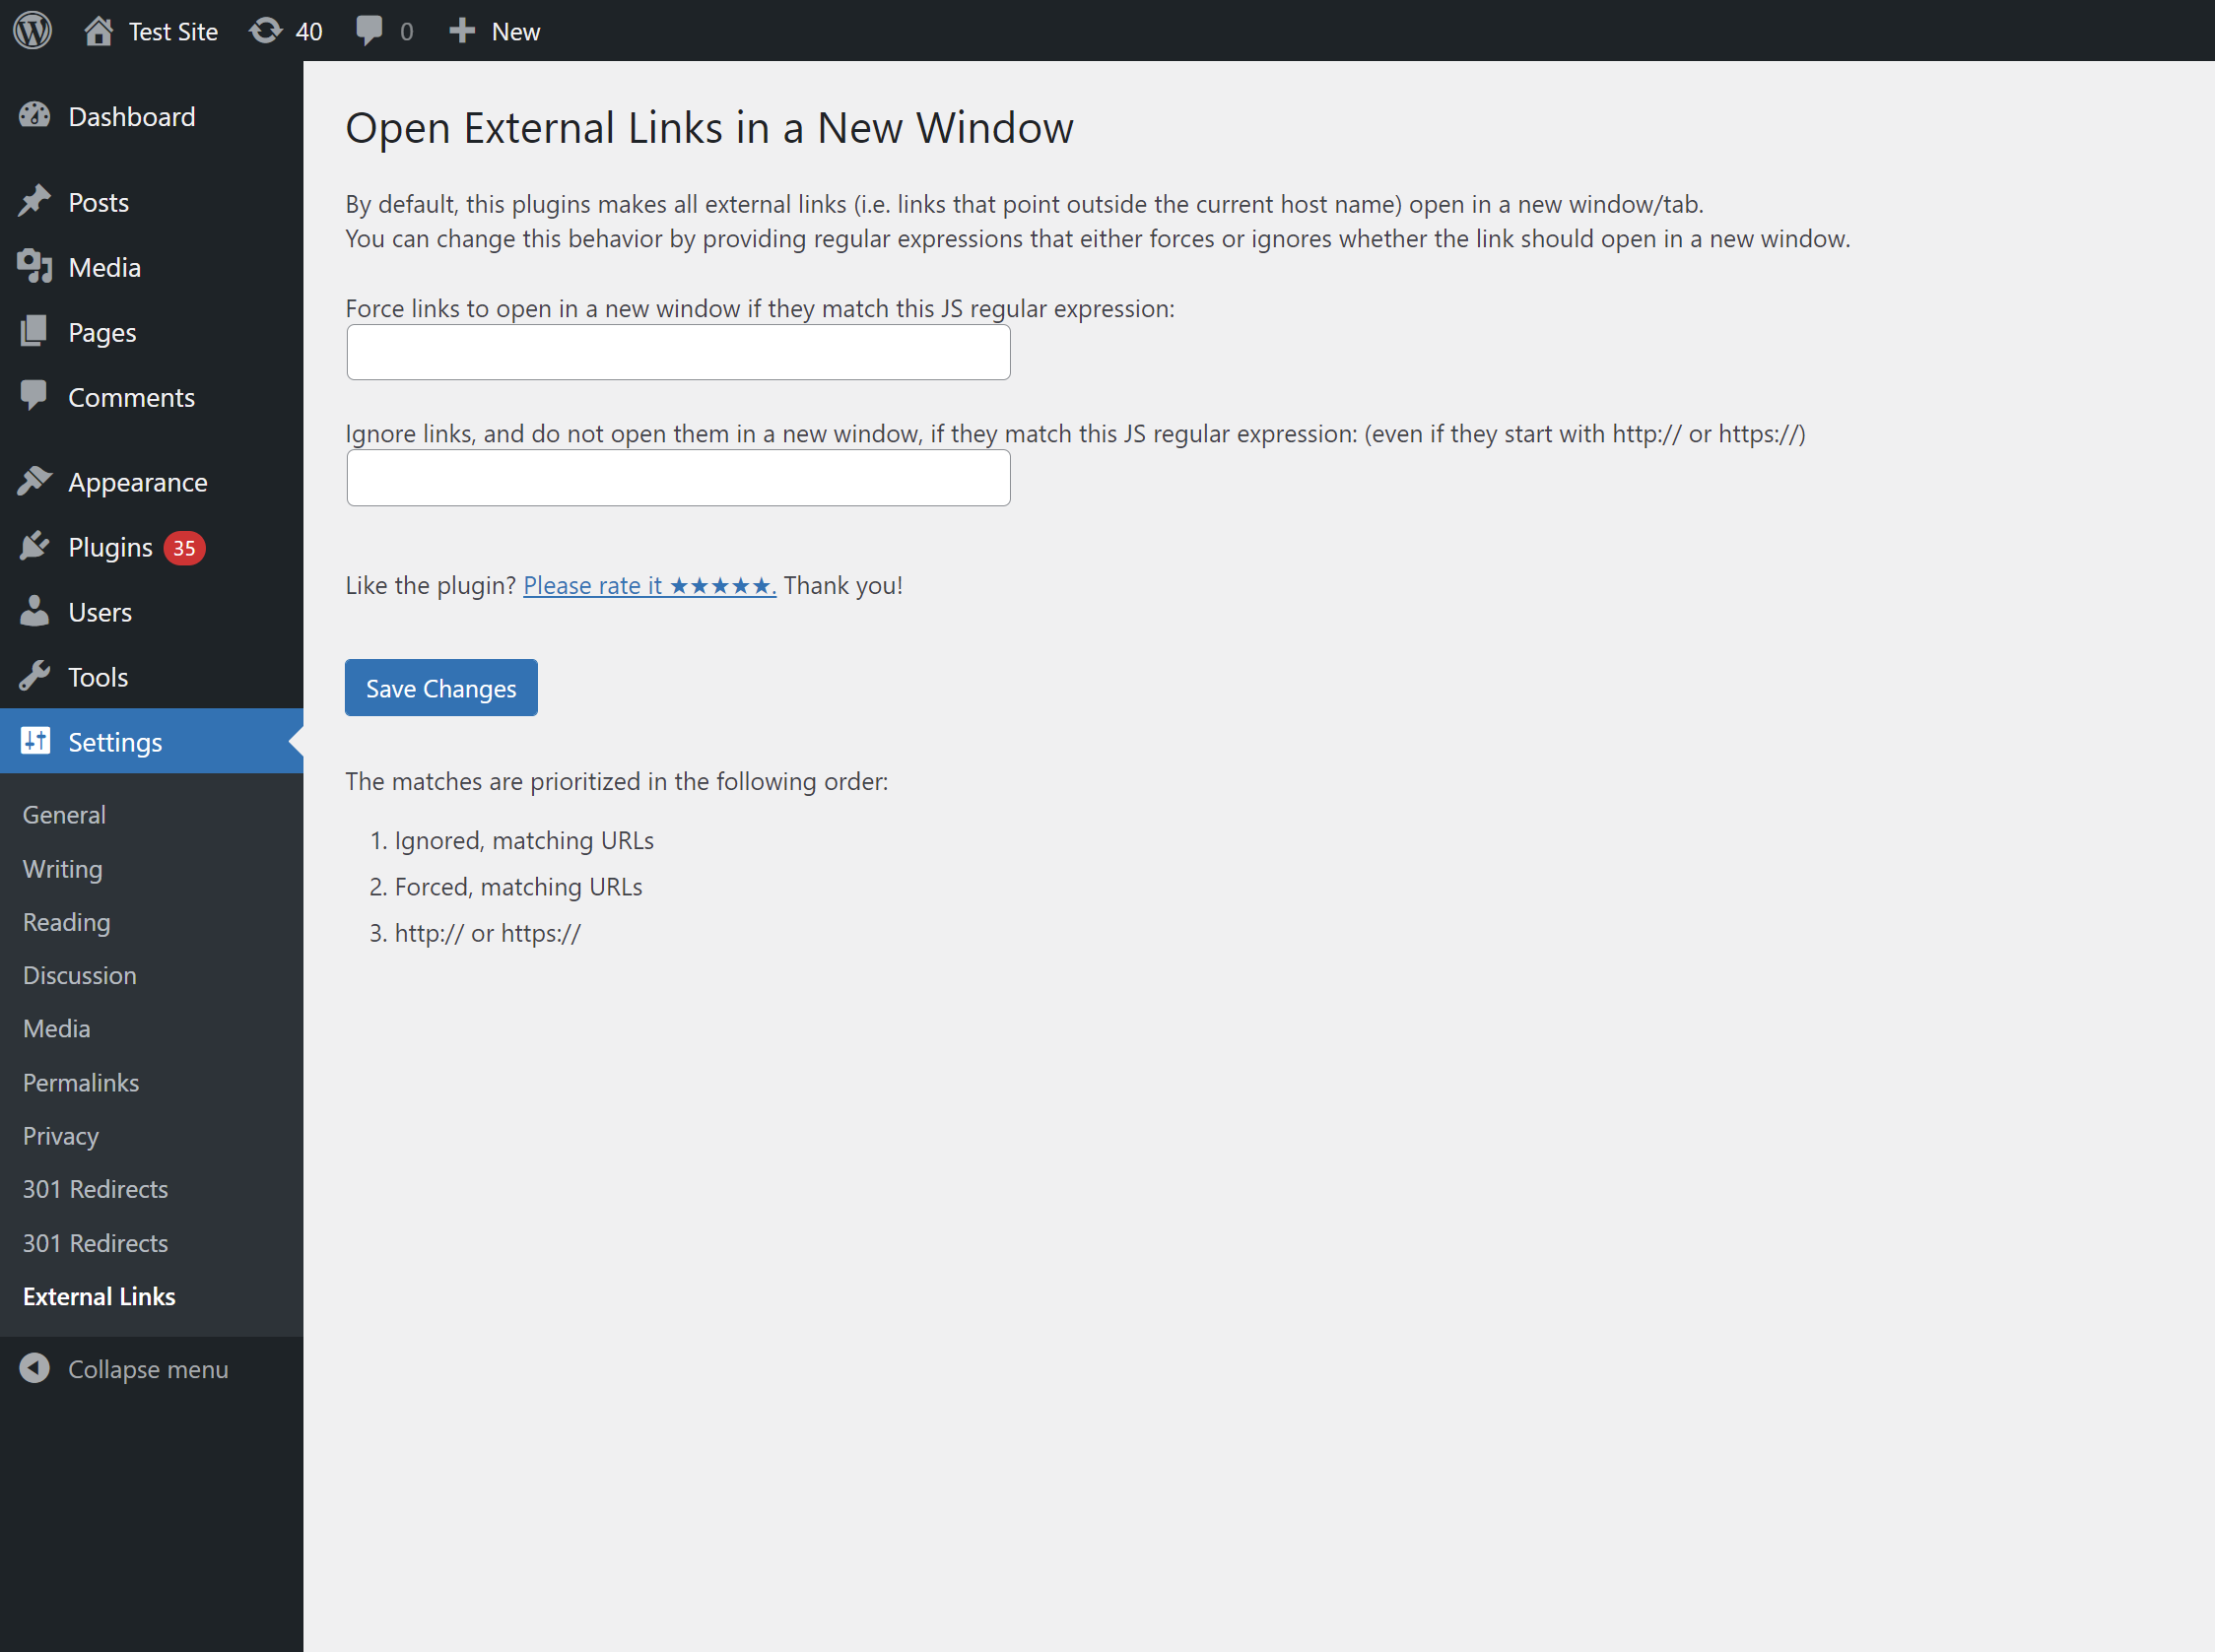 Test Site
40
0
New
Dashboard
Posts
Media
Pages
Comments
Appearance
Plugins 35
Users
Tools
Settings
General
Writing
Reading
Discussion
Media
Permalinks
Privacy
301 Redirects
301 Redirects
External Links
Collapse menu
Open External Links in a New Window
By default, this plugins makes all external links (i.e. links that point outside the current host name) open in a new window/tab.
You can change this behavior by providing regular expressions that either forces or ignores whether the link should open in a new window.
Force links to open in a new window if they match this JS regular expression:
Ignore links, and do not open them in a new window, if they match this JS regular expression: (even if they start with http:// or https://)
Like the plugin? Please rate it ★★★★★. Thank you!
Save Changes
The matches are prioritized in the following order:
1. Ignored, matching URLs
2. Forced, matching URLs
3. http:// or https://